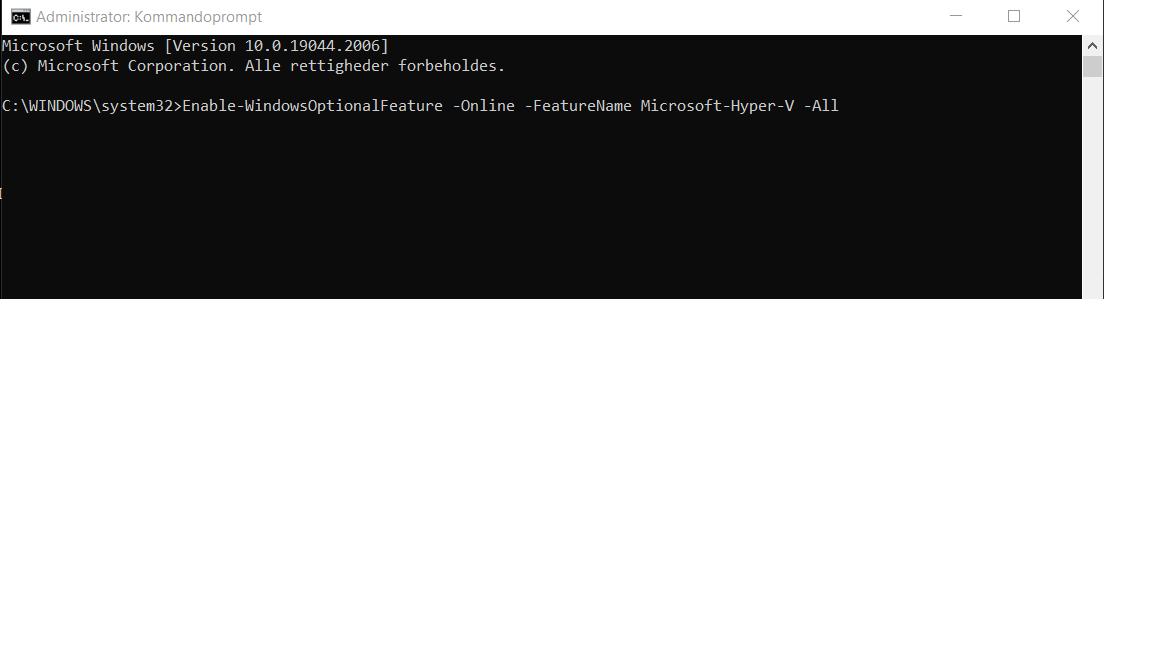 Administrator: Kommandoprompt
Microsoft Windows [Version 10.0.19044.2006]
(c) Microsoft Corporation. Alle rettigheder forbeholdes.
C:\WINDOWS\system32>Enable-WindowsOptionalFeature -Online -FeatureName Microsoft-Hyper-V -All